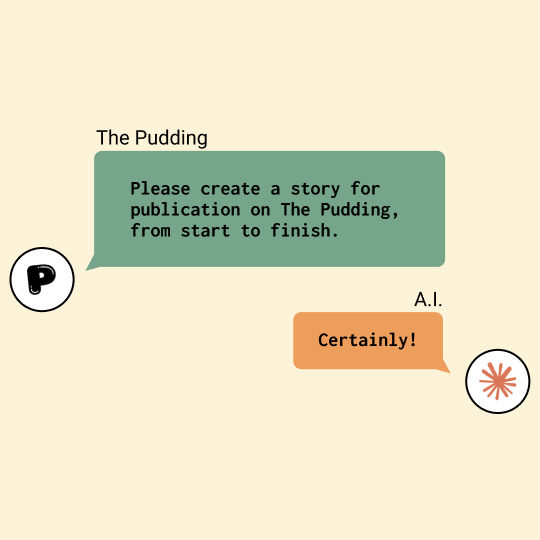 The Pudding
Please create a story for
publication on The Pudding,
from start to finish.
P
A.I.
Certainly!